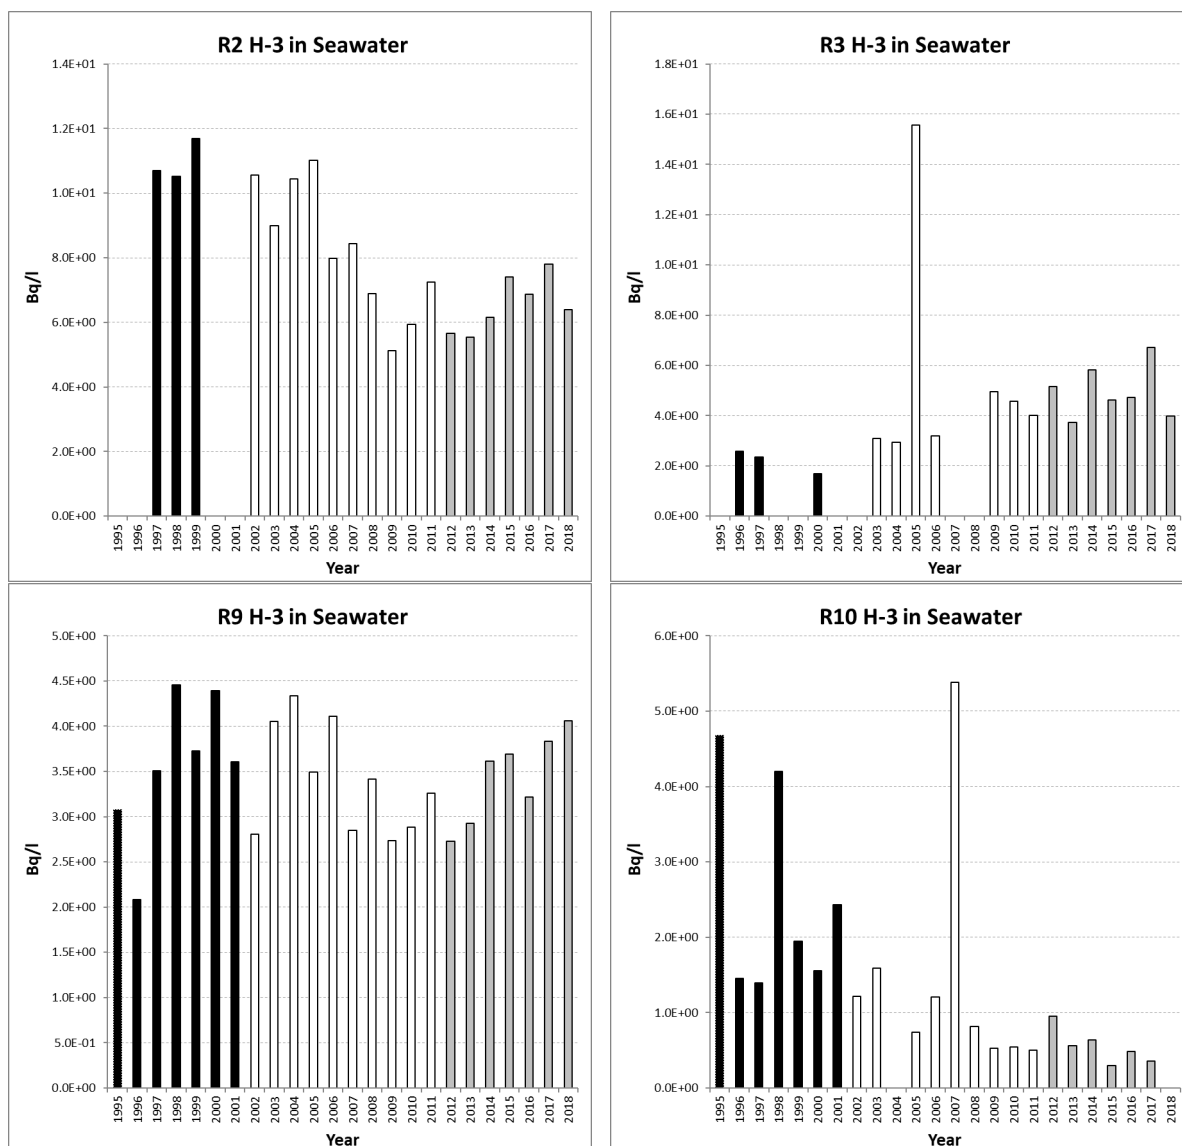 R2 H-3 in Seawater
1.4E+01
1.2E+01
1.0E+01
8.0E+00
6.0E+00
4.0E+00
2.0E+00
0.0E+00
Bq/l
1995 1996 1997 1998 1999 2000 2001 2002 2003 2004 2005 2006 2007 2008 2009 2010 2011 2012 2013 2014 2015 2016 2017 2018
Year
R3 H-3 in Seawater
1.8E+01
1.6E+01
1.4E+01
1.2E+01
1.0E+01
8.0E+00
6.0E+00
4.0E+00
2.0E+00
0.0E+00
Bq/l
1995 1996 1997 1998 1999 2000 2001 2002 2003 2004 2005 2006 2007 2008 2009 2010 2011 2012 2013 2014 2015 2016 2017 2018
Year
R9 H-3 in Seawater
5.0E+00
4.5E+00
4.0E+00
3.5E+00
3.0E+00
2.5E+00
2.0E+00
1.5E+00
1.0E+00
5.0E-01
0.0E+00
Bq/l
1995 1996 1997 1998 1999 2000 2001 2002 2003 2004 2005 2006 2007 2008 2009 2010 2011 2012 2013 2014 2015 2016 2017 2018
Year
R10 H-3 in Seawater
6.0E+00
5.0E+00
4.0E+00
3.0E+00
2.0E+00
1.0E+00
0.0E+00
Bq/l
1995 1996 1997 1998 1999 2000 2001 2002 2003 2004 2005 2006 2007 2008 2009 2010 2011 2012 2013 2014 2015 2016 2017 2018
Year